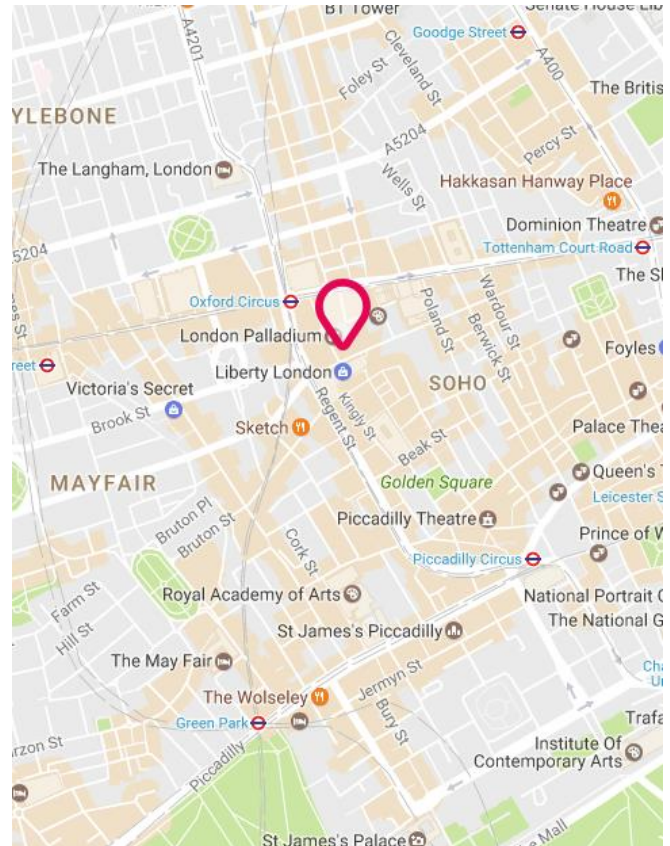 BT Tower
Senate House Lib
A4201
Goodge Street
Cleveland St
A400
Foley St
The Britis
YLEBONE
A5204
Percy St
The Langham, London
Wells St
Hakkasan Hanway Place
Dominion Theatre
5204
Tottenham Court Road
The Sl
Oxford Circus
Poland St
Wardour St
Berwick St
London Palladium
Foyles
reet
Liberty London
Victoria's Secret
SOHO
Brook St
Sketch
Regent St
Kingly St
Beak St
Palace Thea
MAYFAIR
Golden Square
Queen's T
Leicester S
Bruton Pl
Bruton St
Piccadilly Theatre
Cork St
Prince of W
Piccadilly Circus
Farm St
Royal Academy of Arts
National Portrait G
The National G
Hill St
St James's Piccadilly
The May Fair
Jermyn St
Cha
The Wolseley
Bury St
Green Park
Trafa
rzon St
Piccadilly
Institute Of
Contemporary Arts
The Mall
St James's Palace